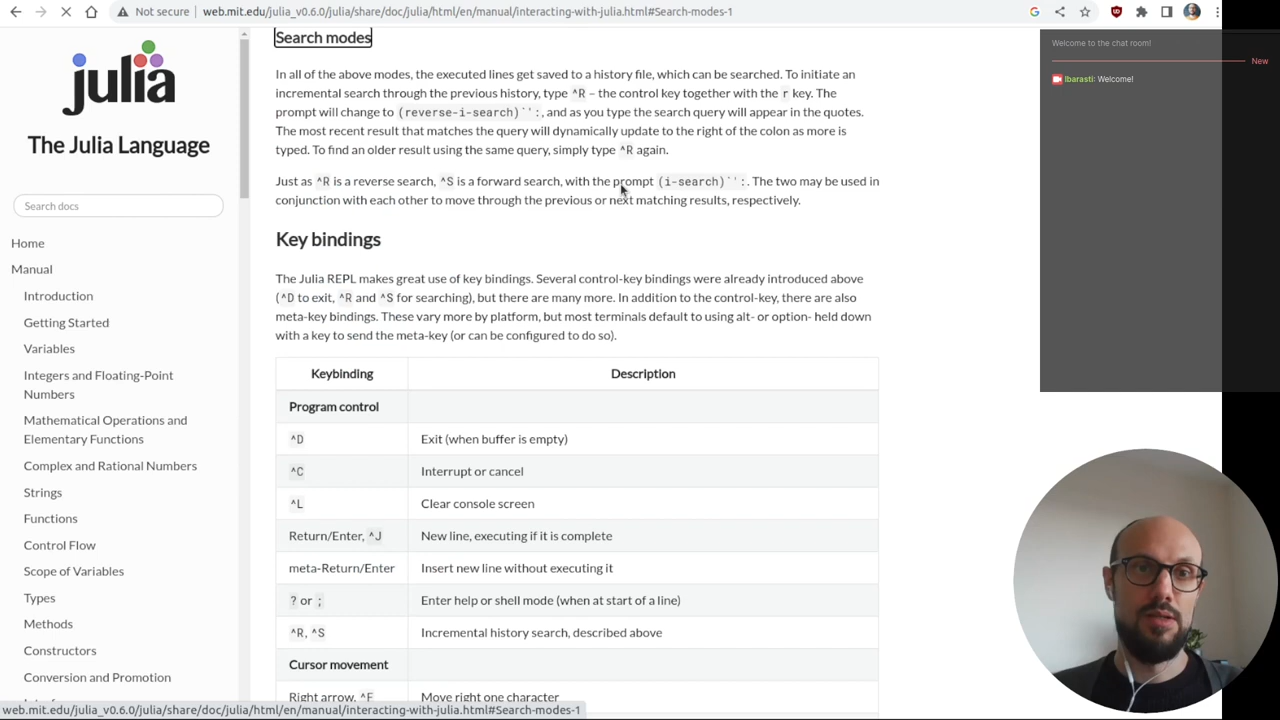 Not secure
web.mit.edu/julia_v0.6.0/julia/share/doc/julia/html/en/manual/interacting-with-julia.html#Search-modes-1
julia
The Julia Language
Search docs
Home
Manual
Introduction
Getting Started
Variables
Integers and Floating-Point
Numbers
Mathematical Operations and
Elementary Functions
Complex and Rational Numbers
Strings
Functions
Control Flow
Scope of Variables
Types
Methods
Constructors
Conversion and Promotion
Search modes
In all of the above modes, the executed lines get saved to a history file, which can be searched. To initiate an
incremental search through the previous history, type ^R – the control key together with the r key. The
prompt will change to (reverse-i-search)`':, and as you type the search query will appear in the quotes.
The most recent result that matches the query will dynamically update to the right of the colon as more is
typed. To find an older result using the same query, simply type ^R again.
Just as ^R is a reverse search, ^S is a forward search, with the prompt (i-search)`':. The two may be used in
conjunction with each other to move through the previous or next matching results, respectively.
Key bindings
The Julia REPL makes great use of key bindings. Several control-key bindings were already introduced above
(^D to exit, ^R and ^S for searching), but there are many more. In addition to the control-key, there are also
meta-key bindings. These vary more by platform, but most terminals default to using alt- or option- held down
with a key to send the meta-key (or can be configured to do so).
Keybinding Description
Program control
^D Exit (when buffer is empty)
^C Interrupt or cancel
^L Clear console screen
Return/Enter, ^J New line, executing if it is complete
meta-Return/Enter Insert new line without executing it
? or ; Enter help or shell mode (when at start of a line)
^R, ^S Incremental history search, described above
Cursor movement
Right arrow, ^F Move right one character
Welcome to the chat room!
New
lbarasti: Welcome!
web.mit.edu/julia_v0.6.0/julia/share/doc/julia/html/en/manual/interacting-with-julia.html#Search-modes-1